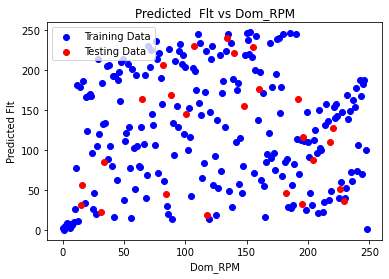 Predicted  Flt vs Dom_RPM
Training Data
Testing Data
Predicted Flt
250
200
150
100
50
0
0 50 100 150 200 250
Dom_RPM